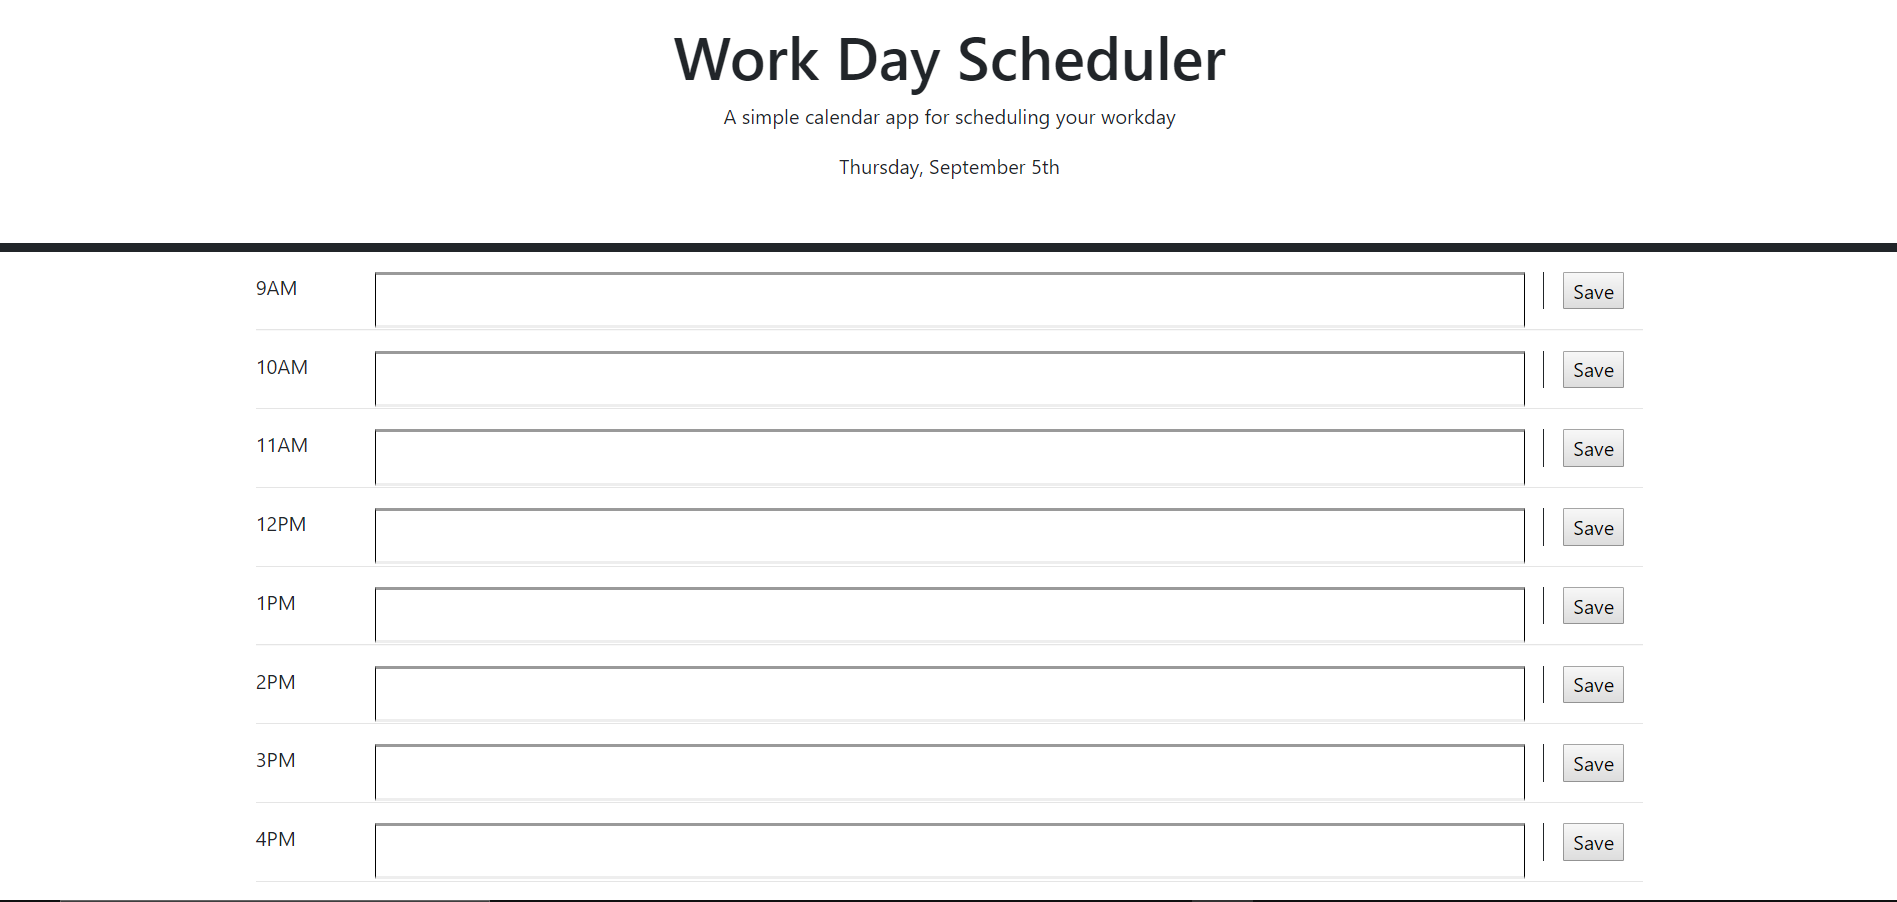 Work Day Scheduler
A simple calendar app for scheduling your workday
Thursday, September 5th
9AM Save
10AM Save
11AM Save
12PM Save
1PM Save
2PM Save
3PM Save
4PM Save